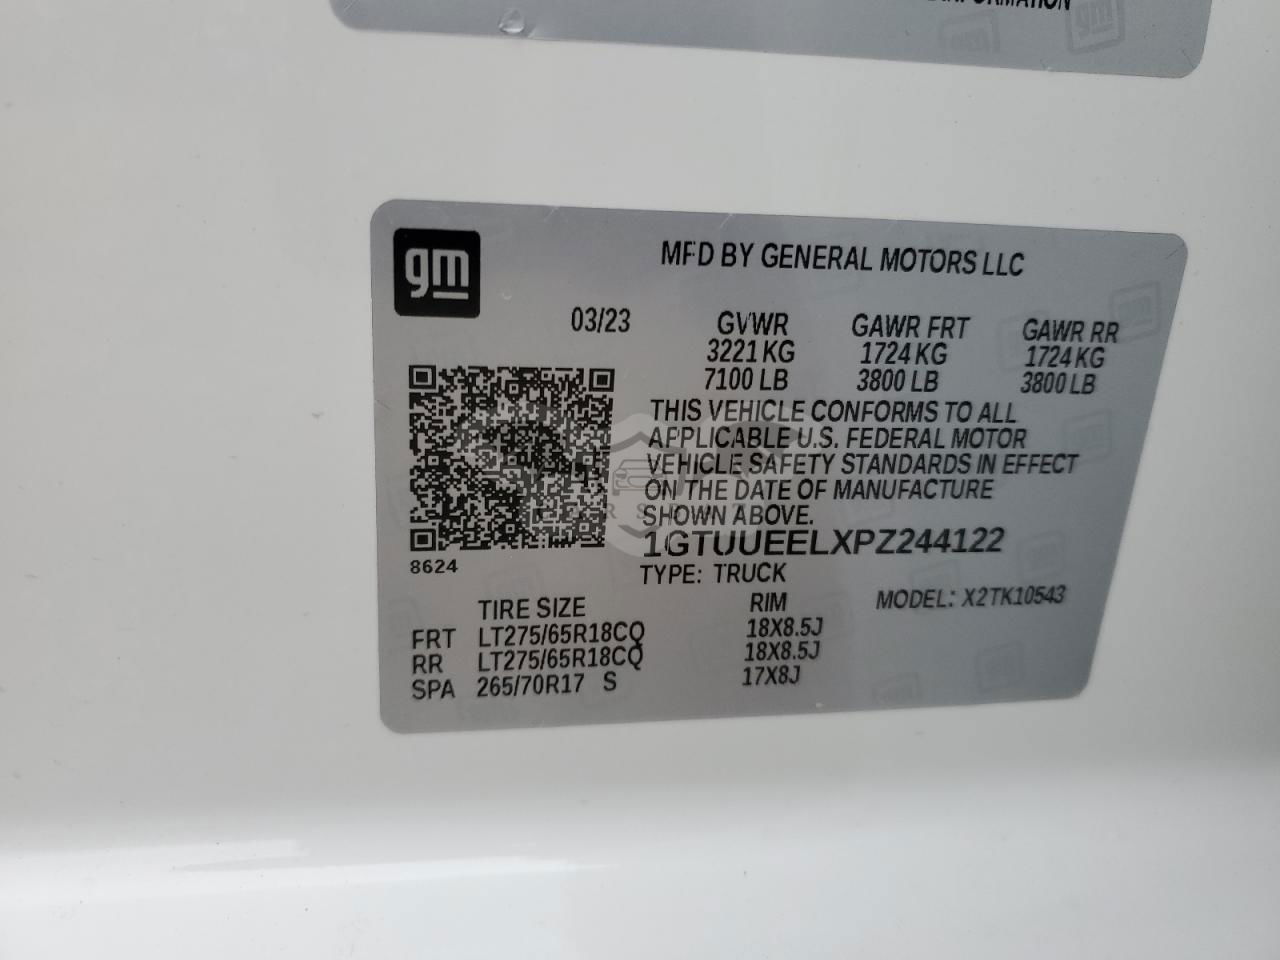 gm
MFD BY GENERAL MOTORS LLC
03/23
GVWR GAWR FRT GAWR RR
3221 KG 1724 KG 1724 KG
7100 LB 3800 LB 3800 LB
THIS VEHICLE CONFORMS TO ALL
APPLICABLE U.S. FEDERAL MOTOR
VEHICLE SAFETY STANDARDS IN EFFECT
ON THE DATE OF MANUFACTURE
SHOWN ABOVE.
1GTUUEELXPZ244122
8624
TYPE: TRUCK
TIRE SIZE RIM MODEL: X2TK10543
FRT LT275/65R18CQ 18X8.5J
RR LT275/65R18CQ 18X8.5J
SPA 265/70R17 S 17X8J